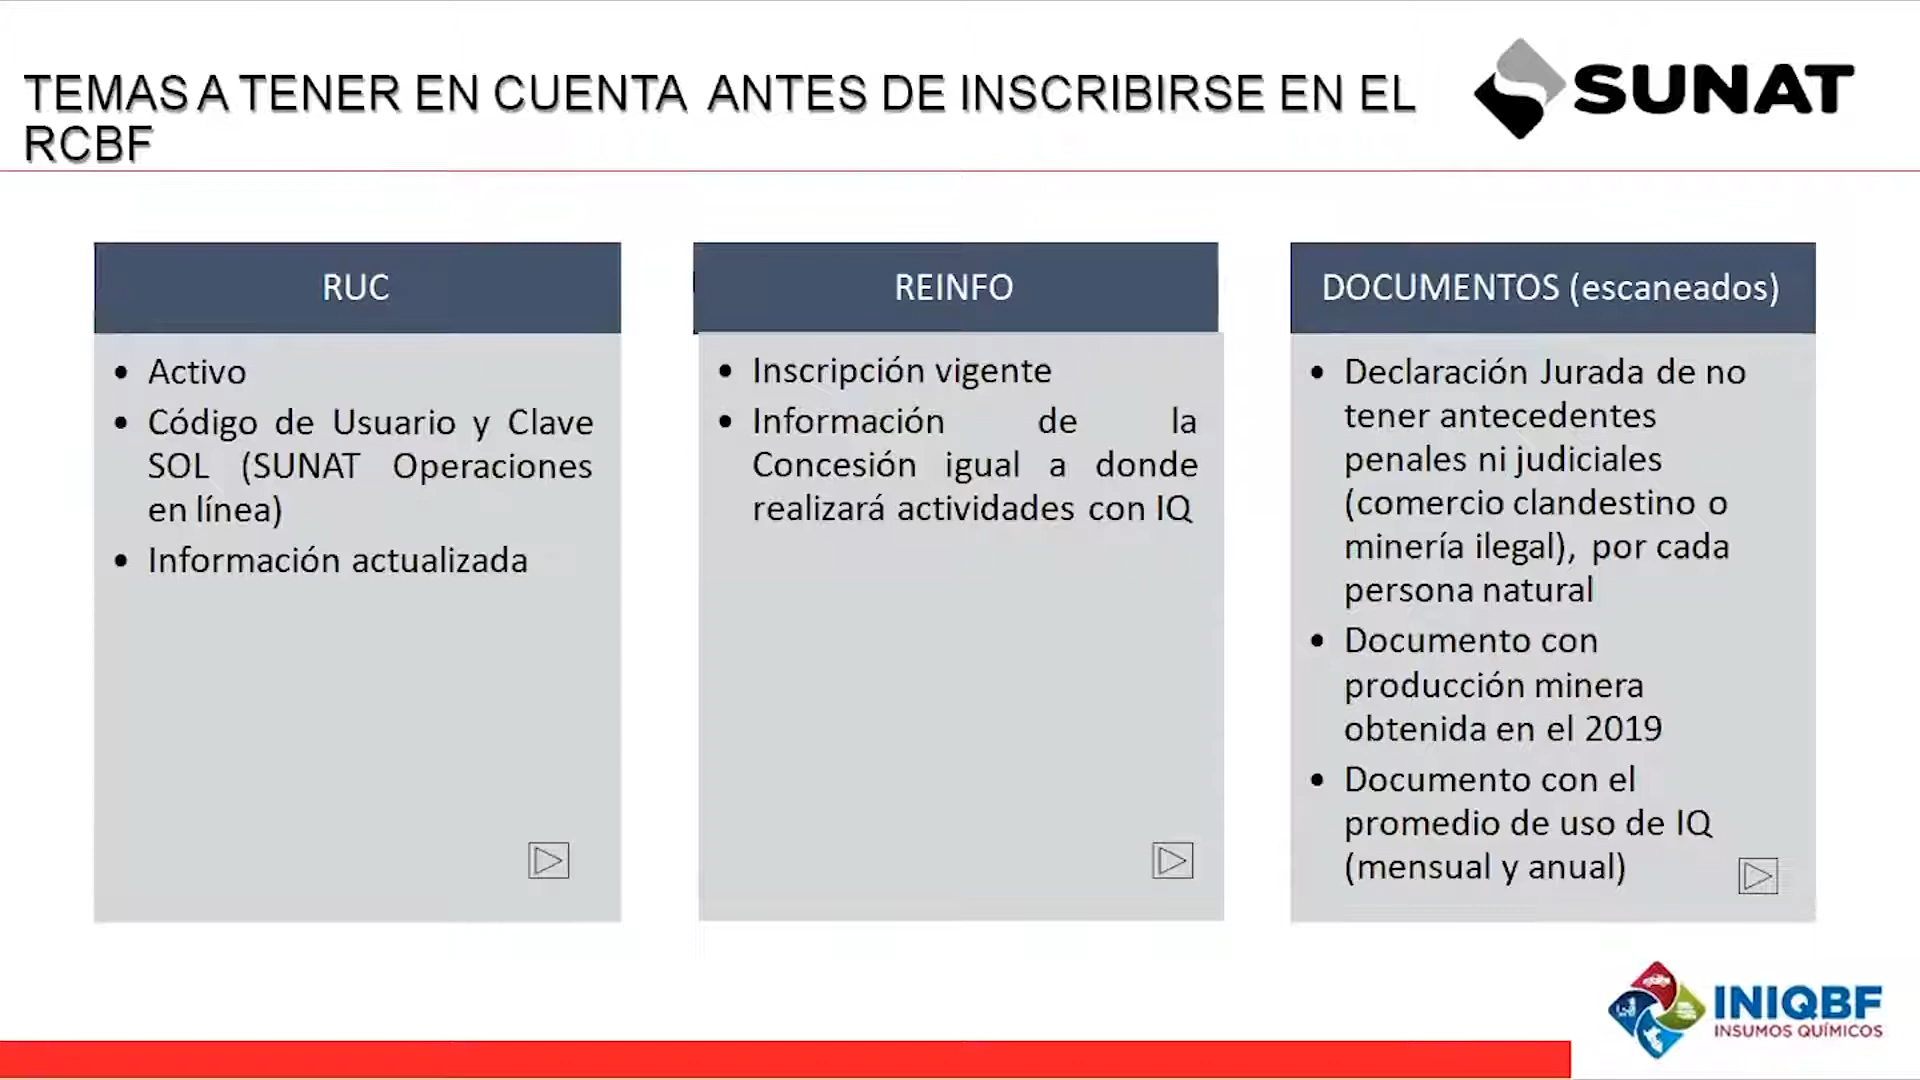 TEMAS A TENER EN CUENTA ANTES DE INSCRIBIRSE EN EL
RCBF
SUNAT
RUC
• Activo
• Código de Usuario y Clave
SOL (SUNAT Operaciones
en línea)
• Información actualizada
REINFO
• Inscripción vigente
• Información de la
Concesión igual a donde
realizará actividades con IQ
DOCUMENTOS (escaneados)
• Declaración Jurada de no
tener antecedentes
penales ni judiciales
(comercio clandestino o
minería ilegal), por cada
persona natural
• Documento con
producción minera
obtenida en el 2019
• Documento con el
promedio de uso de IQ
(mensual y anual)
INIQBF
INSUMOS QUÍMICOS